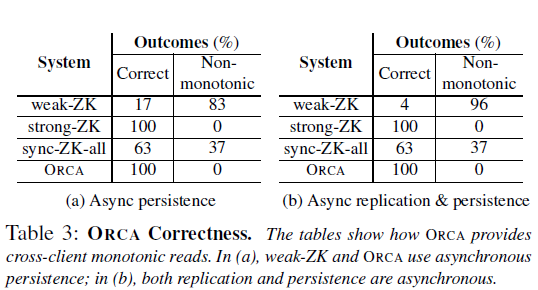 System Outcomes (%)
Correct Non-monotonic
weak-ZK 17 83
strong-ZK 100 0
sync-ZK-all 63 37
ORCA 100 0
(a) Async persistence
System Outcomes (%)
Correct Non-monotonic
weak-ZK 4 96
strong-ZK 100 0
sync-ZK-all 63 37
ORCA 100 0
(b) Async replication & persistence
Table 3: ORCA Correctness. The tables show how ORCA provides
cross-client monotonic reads. In (a), weak-ZK and ORCA use asynchronous
persistence; in (b), both replication and persistence are asynchronous.